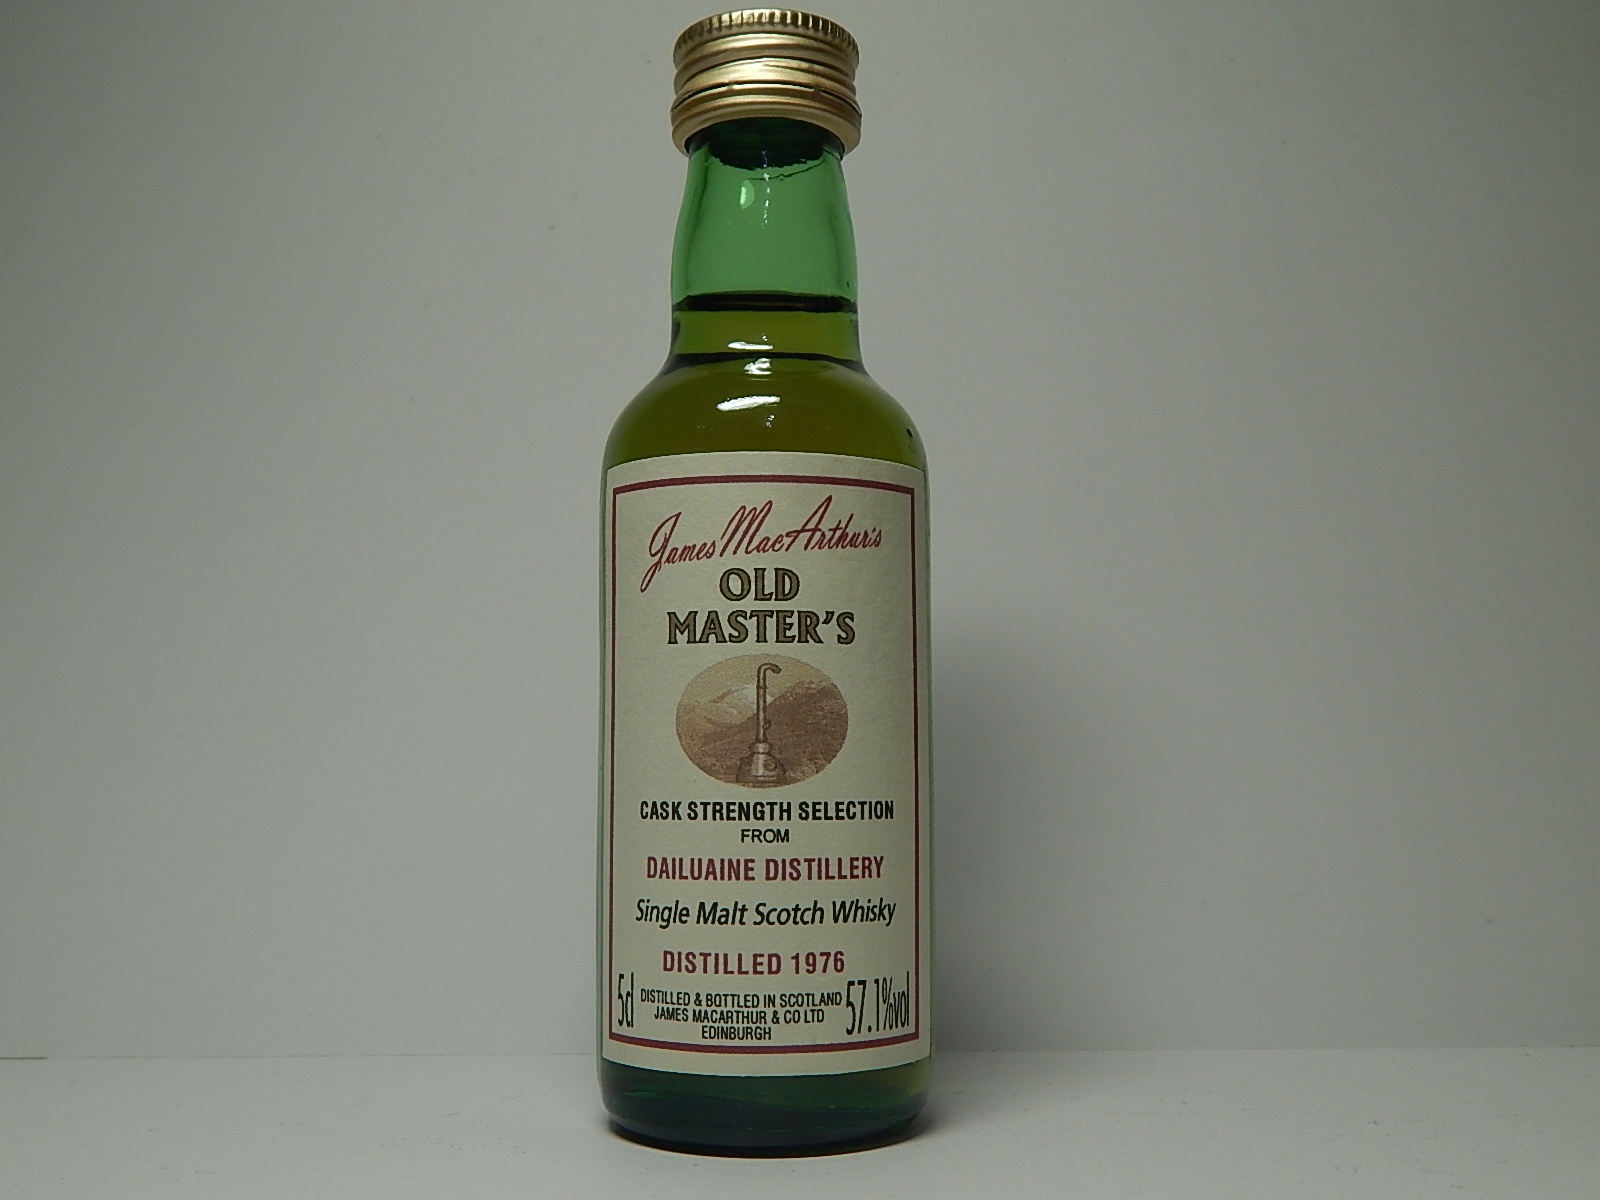 James MacArthur's
OLD
MASTER'S
CASK STRENGTH SELECTION
FROM
DAILUAINE DISTILLERY
Single Malt Scotch Whisky
DISTILLED 1976
5cl
DISTILLED & BOTTLED IN SCOTLAND
JAMES MACARTHUR & CO LTD
EDINBURGH
57.1%vol